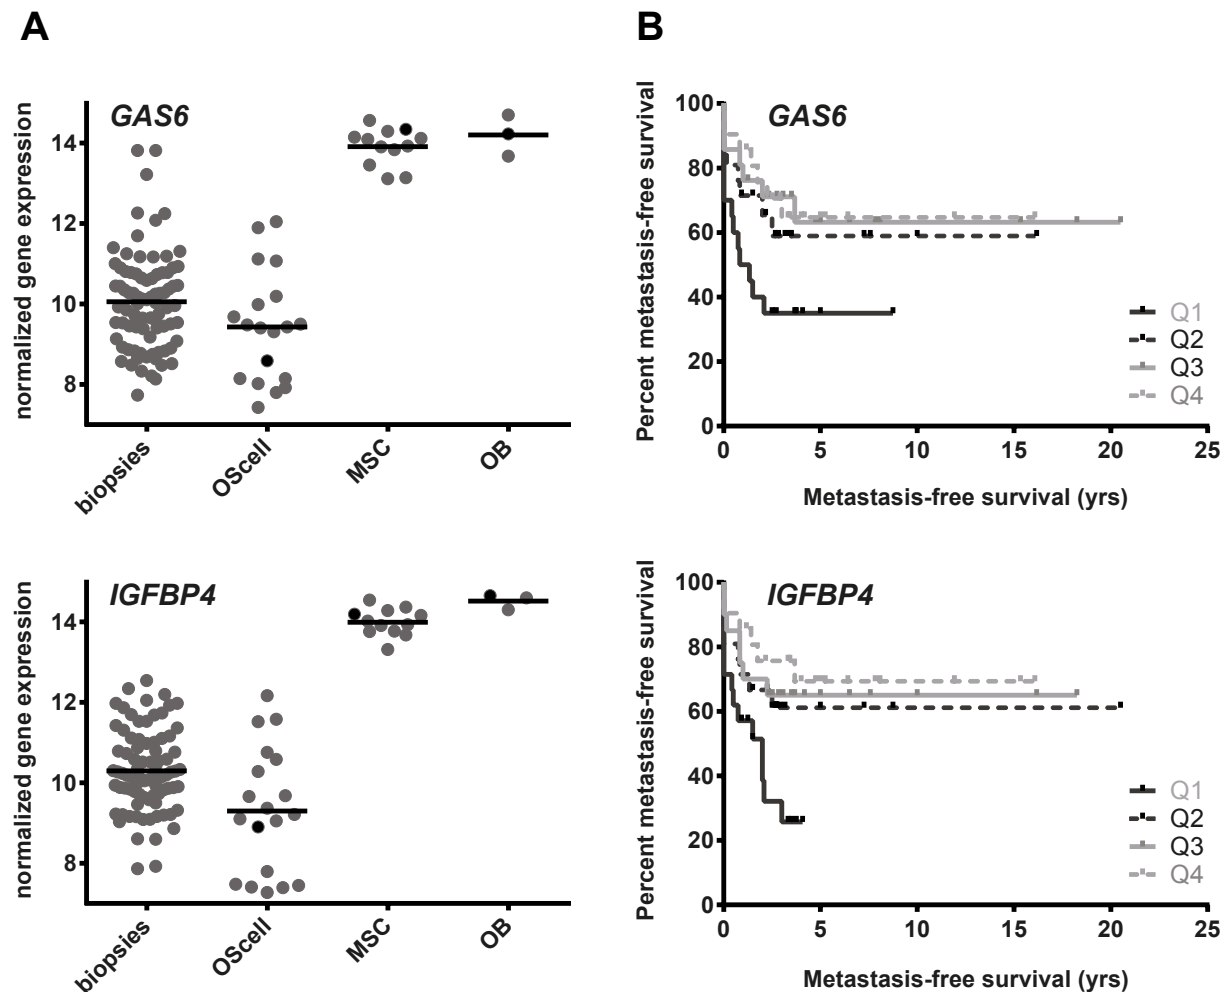 A
B
GAS6
normalized gene expression
14
12
10
8
biopsies
OScell
MSC
OB
GAS6
Percent metastasis-free survival
100
80
60
40
20
0
Q1
Q2
Q3
Q4
0 5 10 15 20 25
Metastasis-free survival (yrs)
IGFBP4
normalized gene expression
14
12
10
8
biopsies
OScell
MSC
OB
IGFBP4
Percent metastasis-free survival
100
80
60
40
20
0
Q1
Q2
Q3
Q4
0 5 10 15 20 25
Metastasis-free survival (yrs)